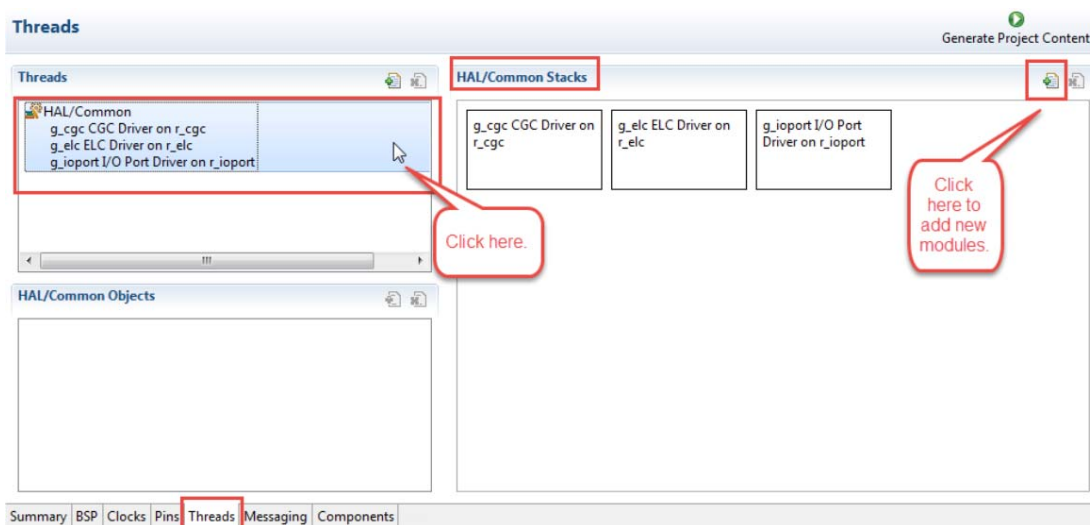 Threads
Generate Project Content
Threads
HAL/Common
g_cgc CGC Driver on r_cgc
g_elc ELC Driver on r_elc
g_ioport I/O Port Driver on r_ioport
Click here.
HAL/Common Objects
HAL/Common Stacks
g_cgc CGC Driver on
r_cgc
g_elc ELC Driver on
r_elc
g_ioport I/O Port
Driver on r_ioport
Click
here to
add new
modules.
Summary BSP Clocks Pins Threads Messaging Components